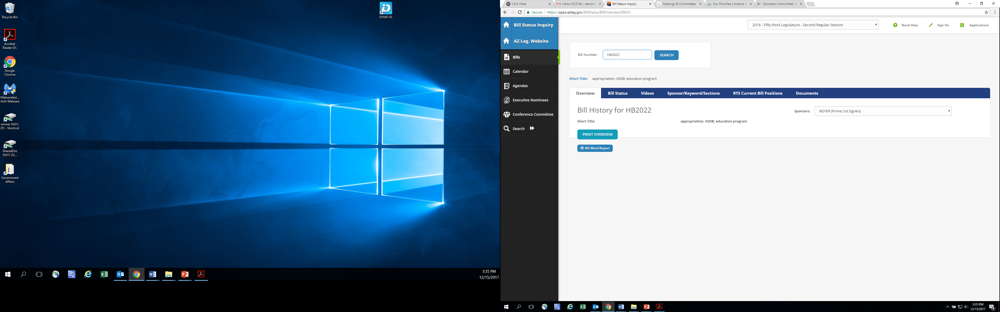 Recycle Bin
DYMO ID
Acrobat
Reader DC
Google
Chrome
Malwarebyt...
Anti-Malware
sminer (fs01)
(P) - Shortcut
SharedDirs
(fs01) (S)...
Government
Affairs
3:35 PM
12/15/2017
Chill Vibes
Inbox (10,514) - stevomi
Bill Status Inquiry
Hearings & Committees
Our Priorities | Arizona E
Education Committee, A
Secure
https://apps.azleg.gov/BillStatus/BillOverview/69633
Bill Status Inquiry
AZ Leg. Website
Bills
Calendar
Agendas
Executive Nominees
Conference Committee
Search
2018 - Fifty-third Legislature - Second Regular Session
Need Help
Sign On
Applications
Bill Number:
HB2022
SEARCH
Short Title: appropriation; ASDB; education program
Overview
Bill Status
Videos
Sponsor/Keyword/Sections
RTS Current Bill Positions
Documents
Bill History for HB2022
Sponsors:
BOYER (Prime (1st Signer))
Short Title:
appropriation; ASDB; education program
PRINT OVERVIEW
MS Word Report
3:35 PM
12/15/2017
4